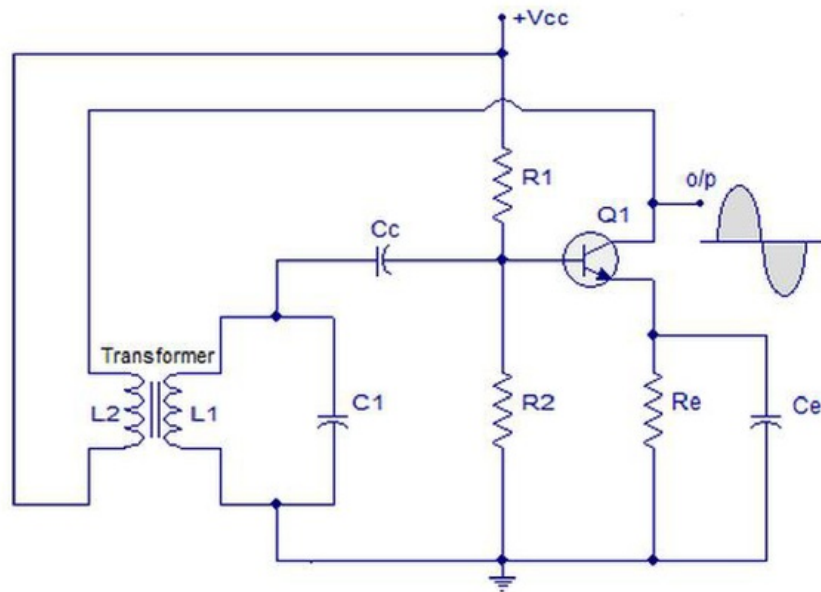 +Vcc
R1
o/p
Q1
Cc
Transformer
L2
L1
C1
R2
Re
Ce